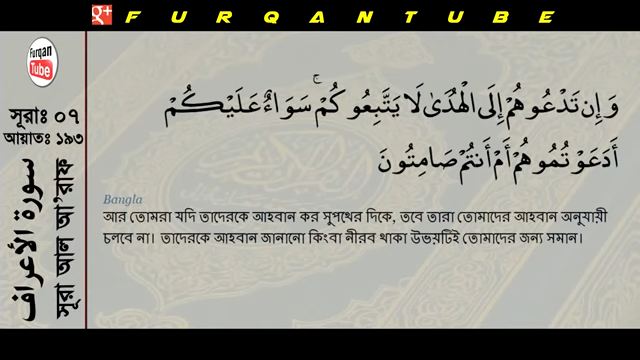 g+
F U R Q A N T U B E
Furqan
Tube
সূরাঃ ০৭
আয়াতঃ ১৯৩
سورة الأعراف
সূরা আল আ'রাফ
وَإِن تَدْعُوهُمْ إِلَى الْهُدَىٰ لَا يَتَّبِعُوكُمْ ۚ سَوَاءٌ عَلَيْكُمْ
أَدَعَوْتُمُوهُمْ أَمْ أَنتُمْ صَامِتُونَ
Bangla
আর তোমরা যদি তাদেরকে আহবান কর সুপথের দিকে, তবে তারা তোমাদের আহবান অনুযায়ী
চলবে না। তাদেরকে আহবান জানানো কিংবা নীরব থাকা উভয়টিই তোমাদের জন্য সমান।